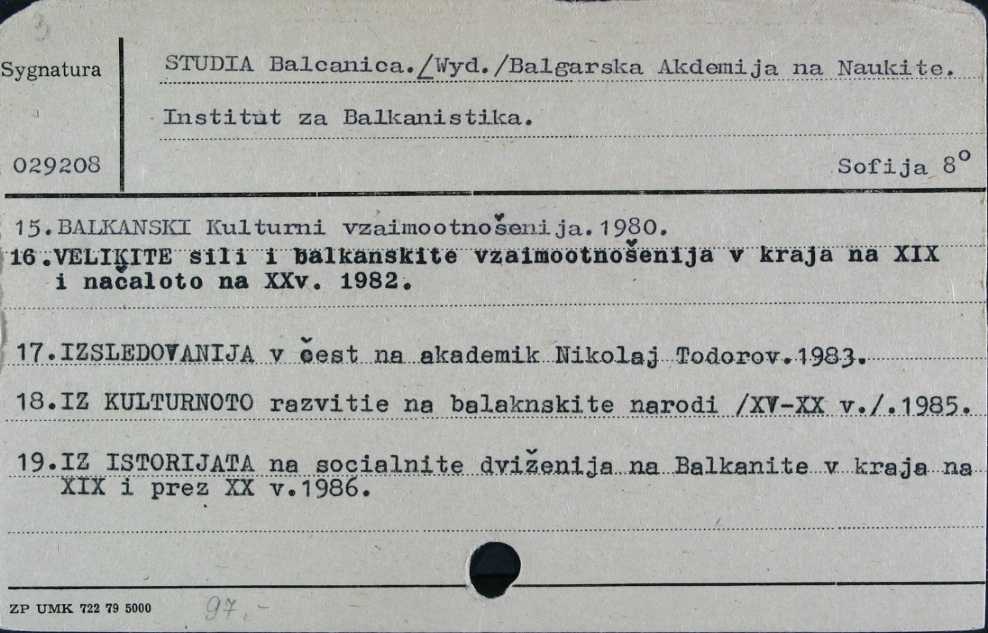 3
Sygnatura
STUDIA Balcanica./Wyd./Balgarska Akdemija na Naukite.
Institut za Balkanistika.
029208
Sofija 8°
15.BALKANSKI Kulturni vzaimootnošenija.1980.
16.VELIKITE sili i balkanskite vzaimootnošenija v kraja na XIX
i načaloto na XXv. 1982.
17.IZSLEDOVANIJA v čest na akademik Nikolaj Todorov.1983.
18.IZ KULTURNOTO razvitie na balaknskite narodi /XV-XX v./.1985.
19.IZ ISTORIJATA na socialnite dviženija na Balkanite v kraja na
XIX i prez XX v.1986.
ZP UMK 722 79 5000
97,-